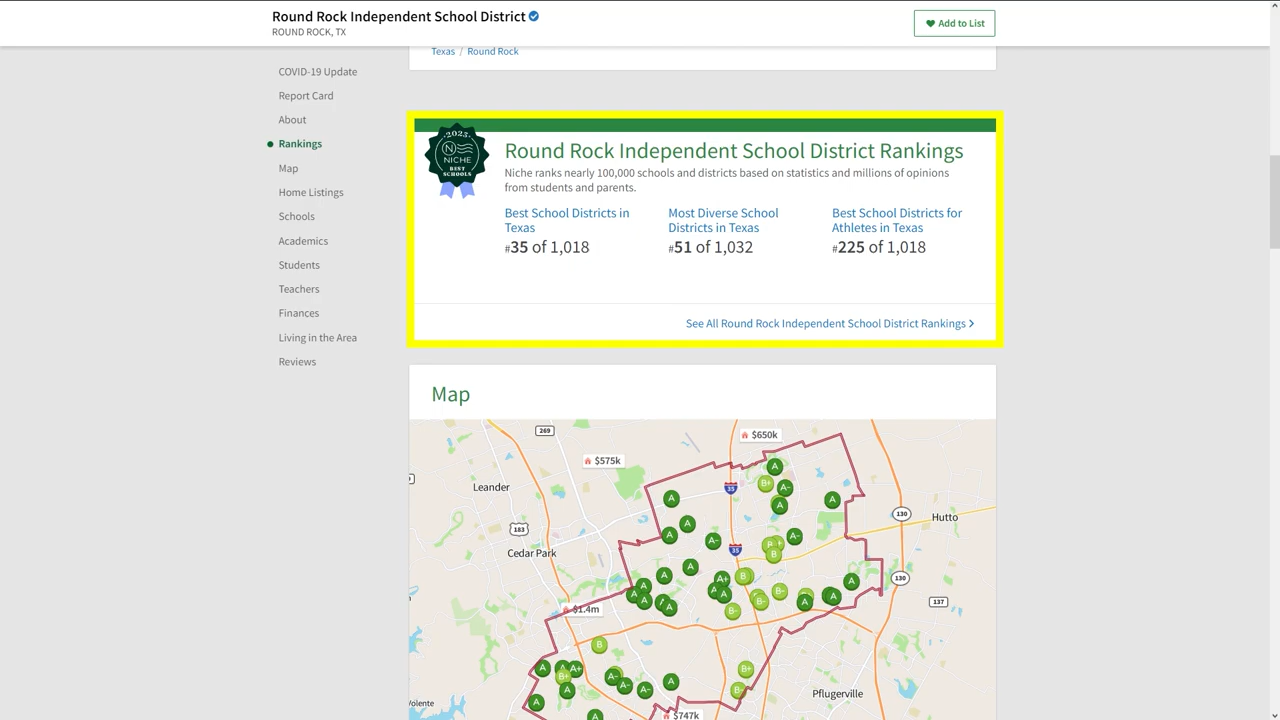 Round Rock Independent School District
ROUND ROCK, TX
Add to List
Texas / Round Rock
COVID-19 Update
Report Card
About
Rankings
Map
Home Listings
Schools
Academics
Students
Teachers
Finances
Living in the Area
Reviews
2023
N
NICHE
BEST
SCHOOLS
Round Rock Independent School District Rankings
Niche ranks nearly 100,000 schools and districts based on statistics and millions of opinions
from students and parents.
Best School Districts in
Texas
#35 of 1,018
Most Diverse School
Districts in Texas
#51 of 1,032
Best School Districts for
Athletes in Texas
#225 of 1,018
See All Round Rock Independent School District Rankings
Map
269
$650k
$575k
A
B+
A-
Leander
35
A
A
A
130
Hutto
183
A
A
A-
A-
Cedar Park
35
B
A
A
A+
B
A
130
A
A
A
A
B-
A
A
137
$1.4m
B-
B-
B
B+
A
A+
B+
A
A-
A-
A-
A
B
Pflugerville
A
Volente
A
$747k